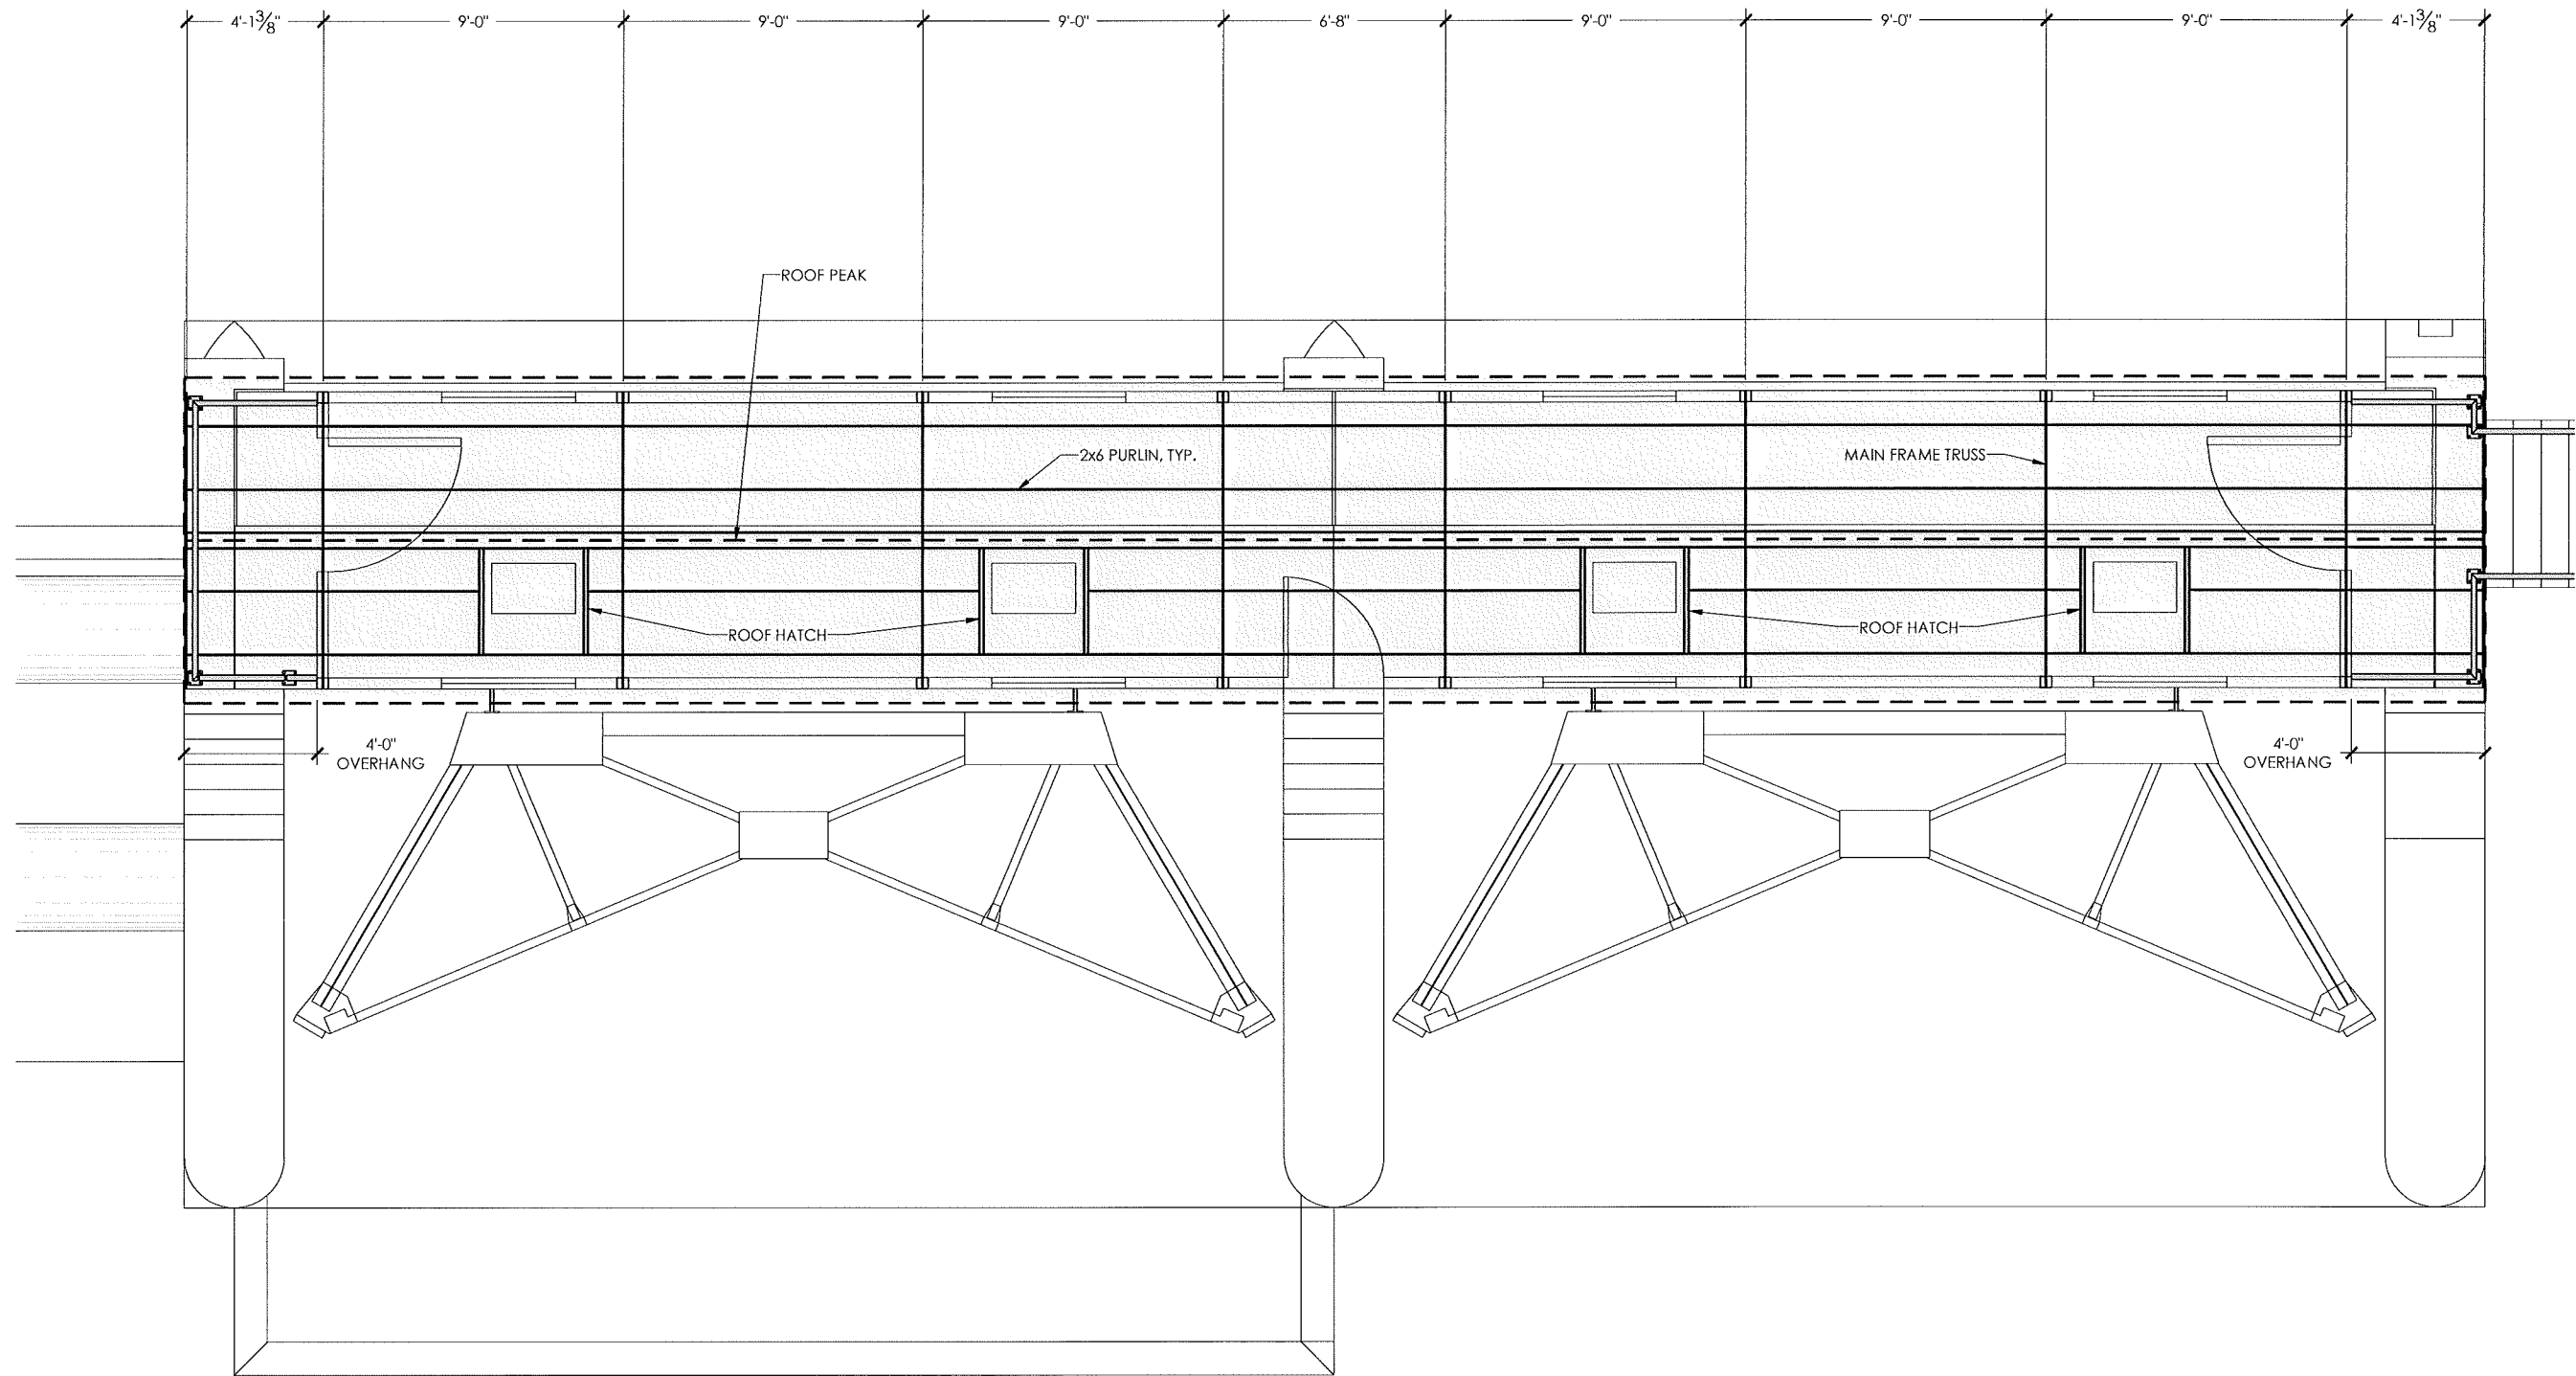 4'-1 3/8" 9'-0" 9'-0" 9'-0" 6'-8" 9'-0" 9'-0" 9'-0" 4'-1 3/8"
ROOF PEAK
2x6 PURLIN, TYP.
MAIN FRAME TRUSS
ROOF HATCH
ROOF HATCH
4'-0"
OVERHANG
4'-0"
OVERHANG